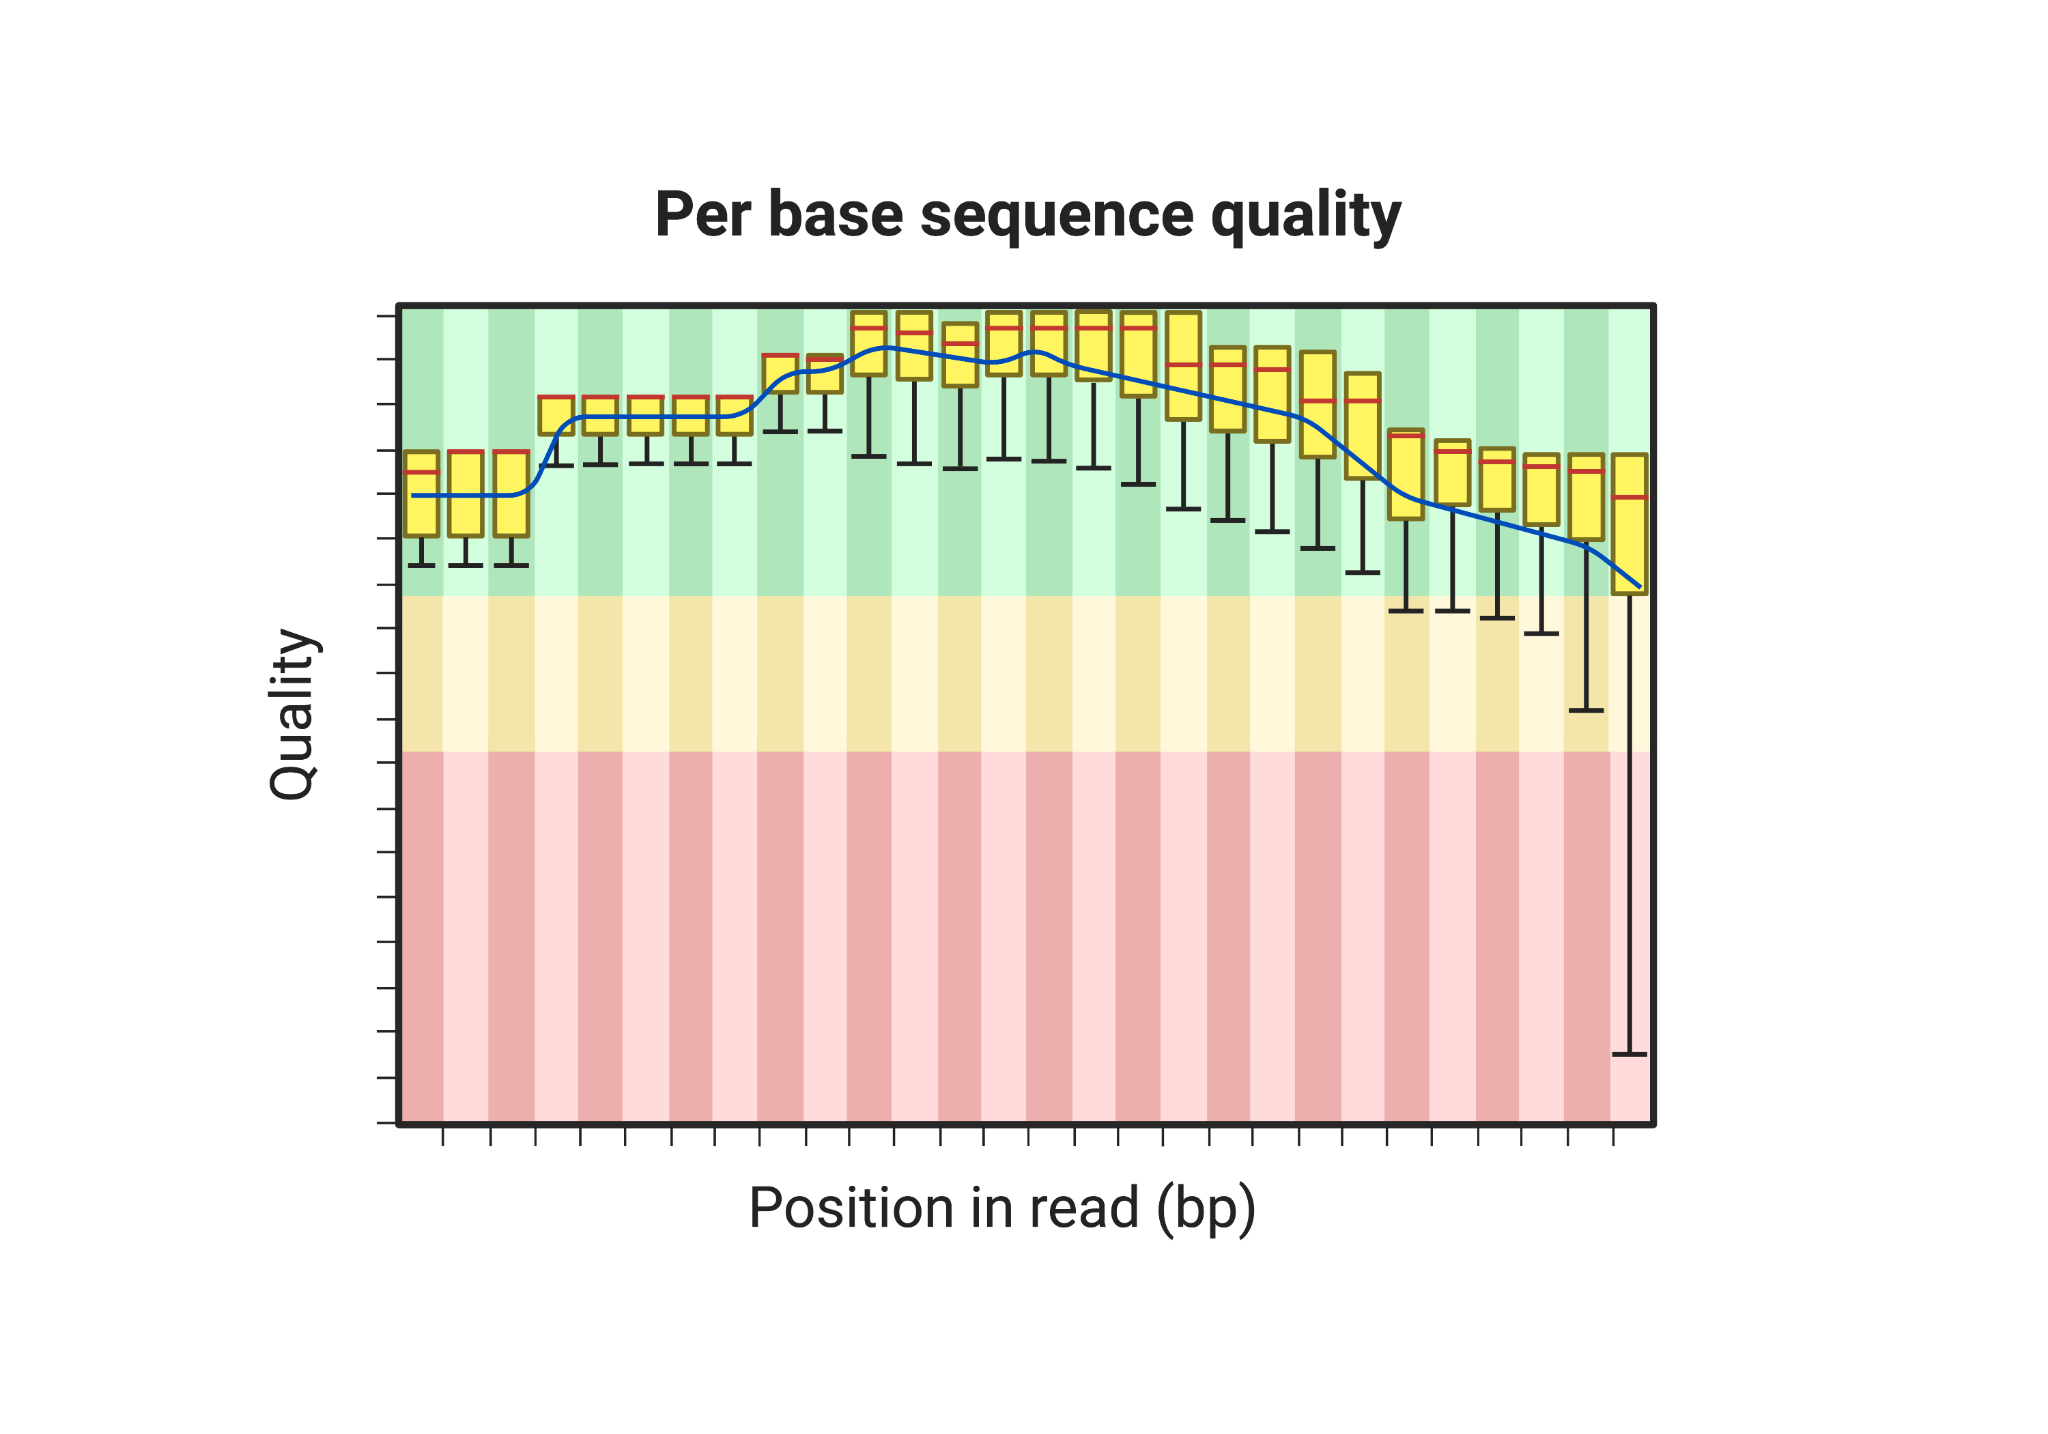 Per base sequence quality
Quality
Position in read (bp)